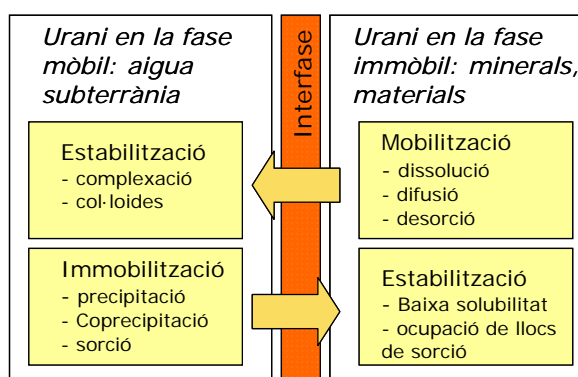 Urani en la fase
mòbil: aigua
subterrània
Estabilització
- complexació
- col·loides
Immobilització
- precipitació
- Coprecipitació
- sorció
Interfase
Urani en la fase
immòbil: minerals,
materials
Mobilització
- dissolució
- difusió
- desorció
Estabilització
- Baixa solubilitat
- ocupació de llocs
de sorció